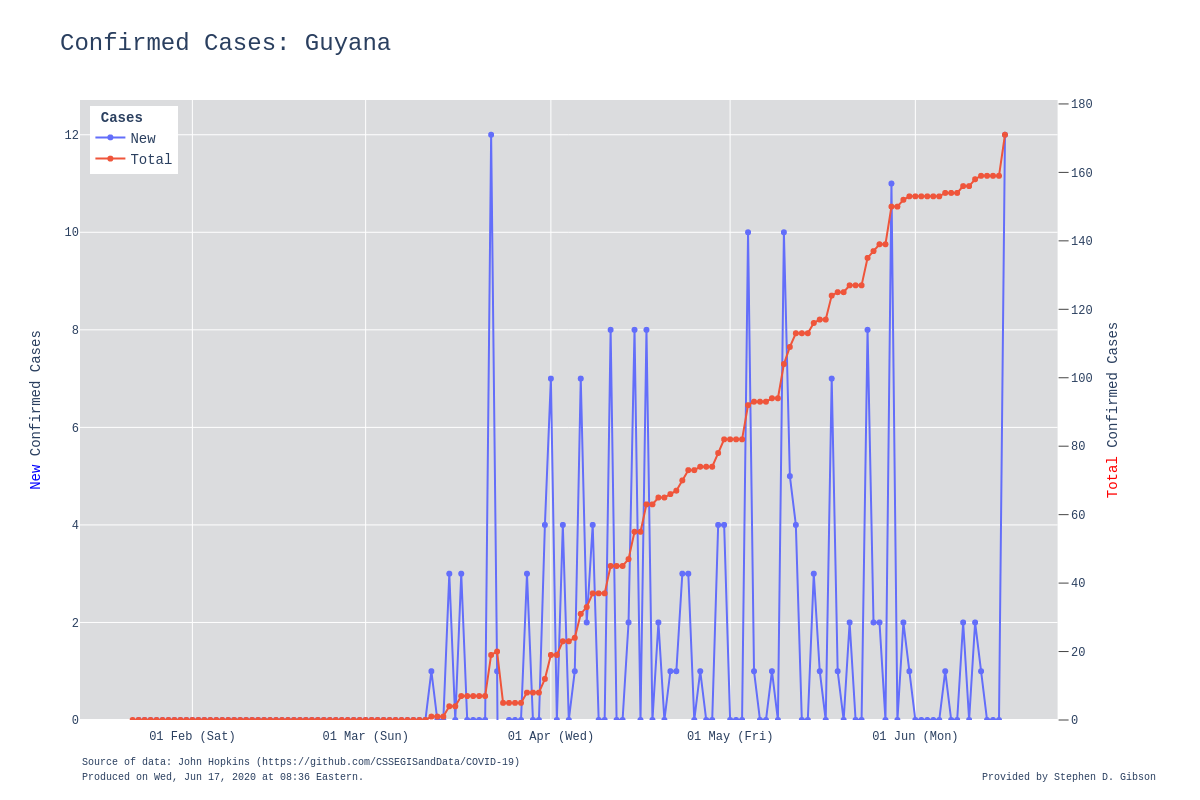 Confirmed Cases: Guyana
Cases
New
Total
12
10
8
6
4
2
0
180
160
140
120
100
80
60
40
20
0
New Confirmed Cases
Total Confirmed Cases
01 Feb (Sat)
01 Mar (Sun)
01 Apr (Wed)
01 May (Fri)
01 Jun (Mon)
Source of data: John Hopkins (https://github.com/CSSEGISandData/COVID-19)
Produced on Wed, Jun 17, 2020 at 08:36 Eastern.
Provided by Stephen D. Gibson